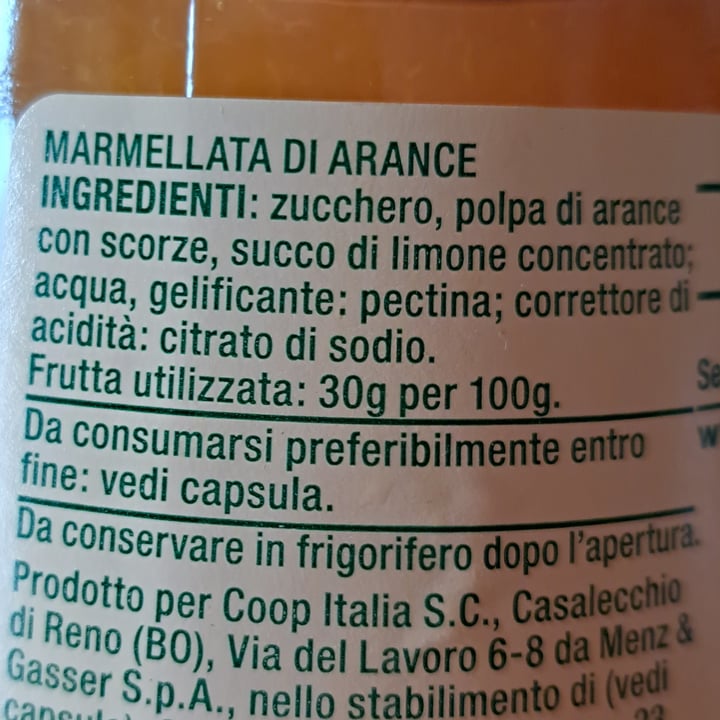 MARMELLATA DI ARANCE
INGREDIENTI: zucchero, polpa di arance
con scorze, succo di limone concentrato;
acqua, gelificante: pectina; correttore di
acidità: citrato di sodio.
Frutta utilizzata: 30g per 100g.
Da consumarsi preferibilmente entro
fine: vedi capsula.
Da conservare in frigorifero dopo l'apertura.
Prodotto per Coop Italia S.C., Casalecchio
di Reno (BO), Via del Lavoro 6-8 da Menz &
Gasser S.p.A., nello stabilimento di (vedi